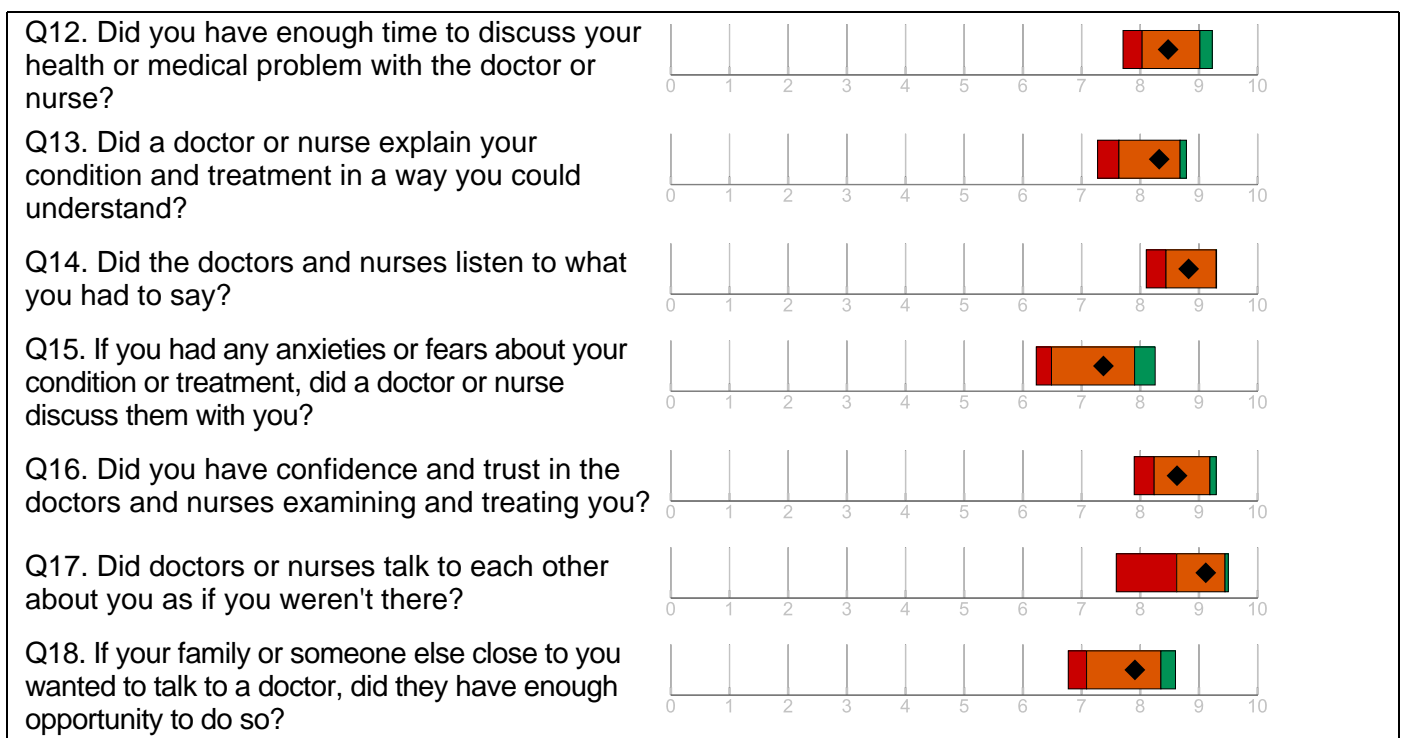 Q12. Did you have enough time to discuss your
health or medical problem with the doctor or
nurse?
0 1 2 3 4 5 6 7 8 9 10
Q13. Did a doctor or nurse explain your
condition and treatment in a way you could
understand?
0 1 2 3 4 5 6 7 8 9 10
Q14. Did the doctors and nurses listen to what
you had to say?
0 1 2 3 4 5 6 7 8 9 10
Q15. If you had any anxieties or fears about your
condition or treatment, did a doctor or nurse
discuss them with you?
0 1 2 3 4 5 6 7 8 9 10
Q16. Did you have confidence and trust in the
doctors and nurses examining and treating you?
0 1 2 3 4 5 6 7 8 9 10
Q17. Did doctors or nurses talk to each other
about you as if you weren't there?
0 1 2 3 4 5 6 7 8 9 10
Q18. If your family or someone else close to you
wanted to talk to a doctor, did they have enough
opportunity to do so?
0 1 2 3 4 5 6 7 8 9 10